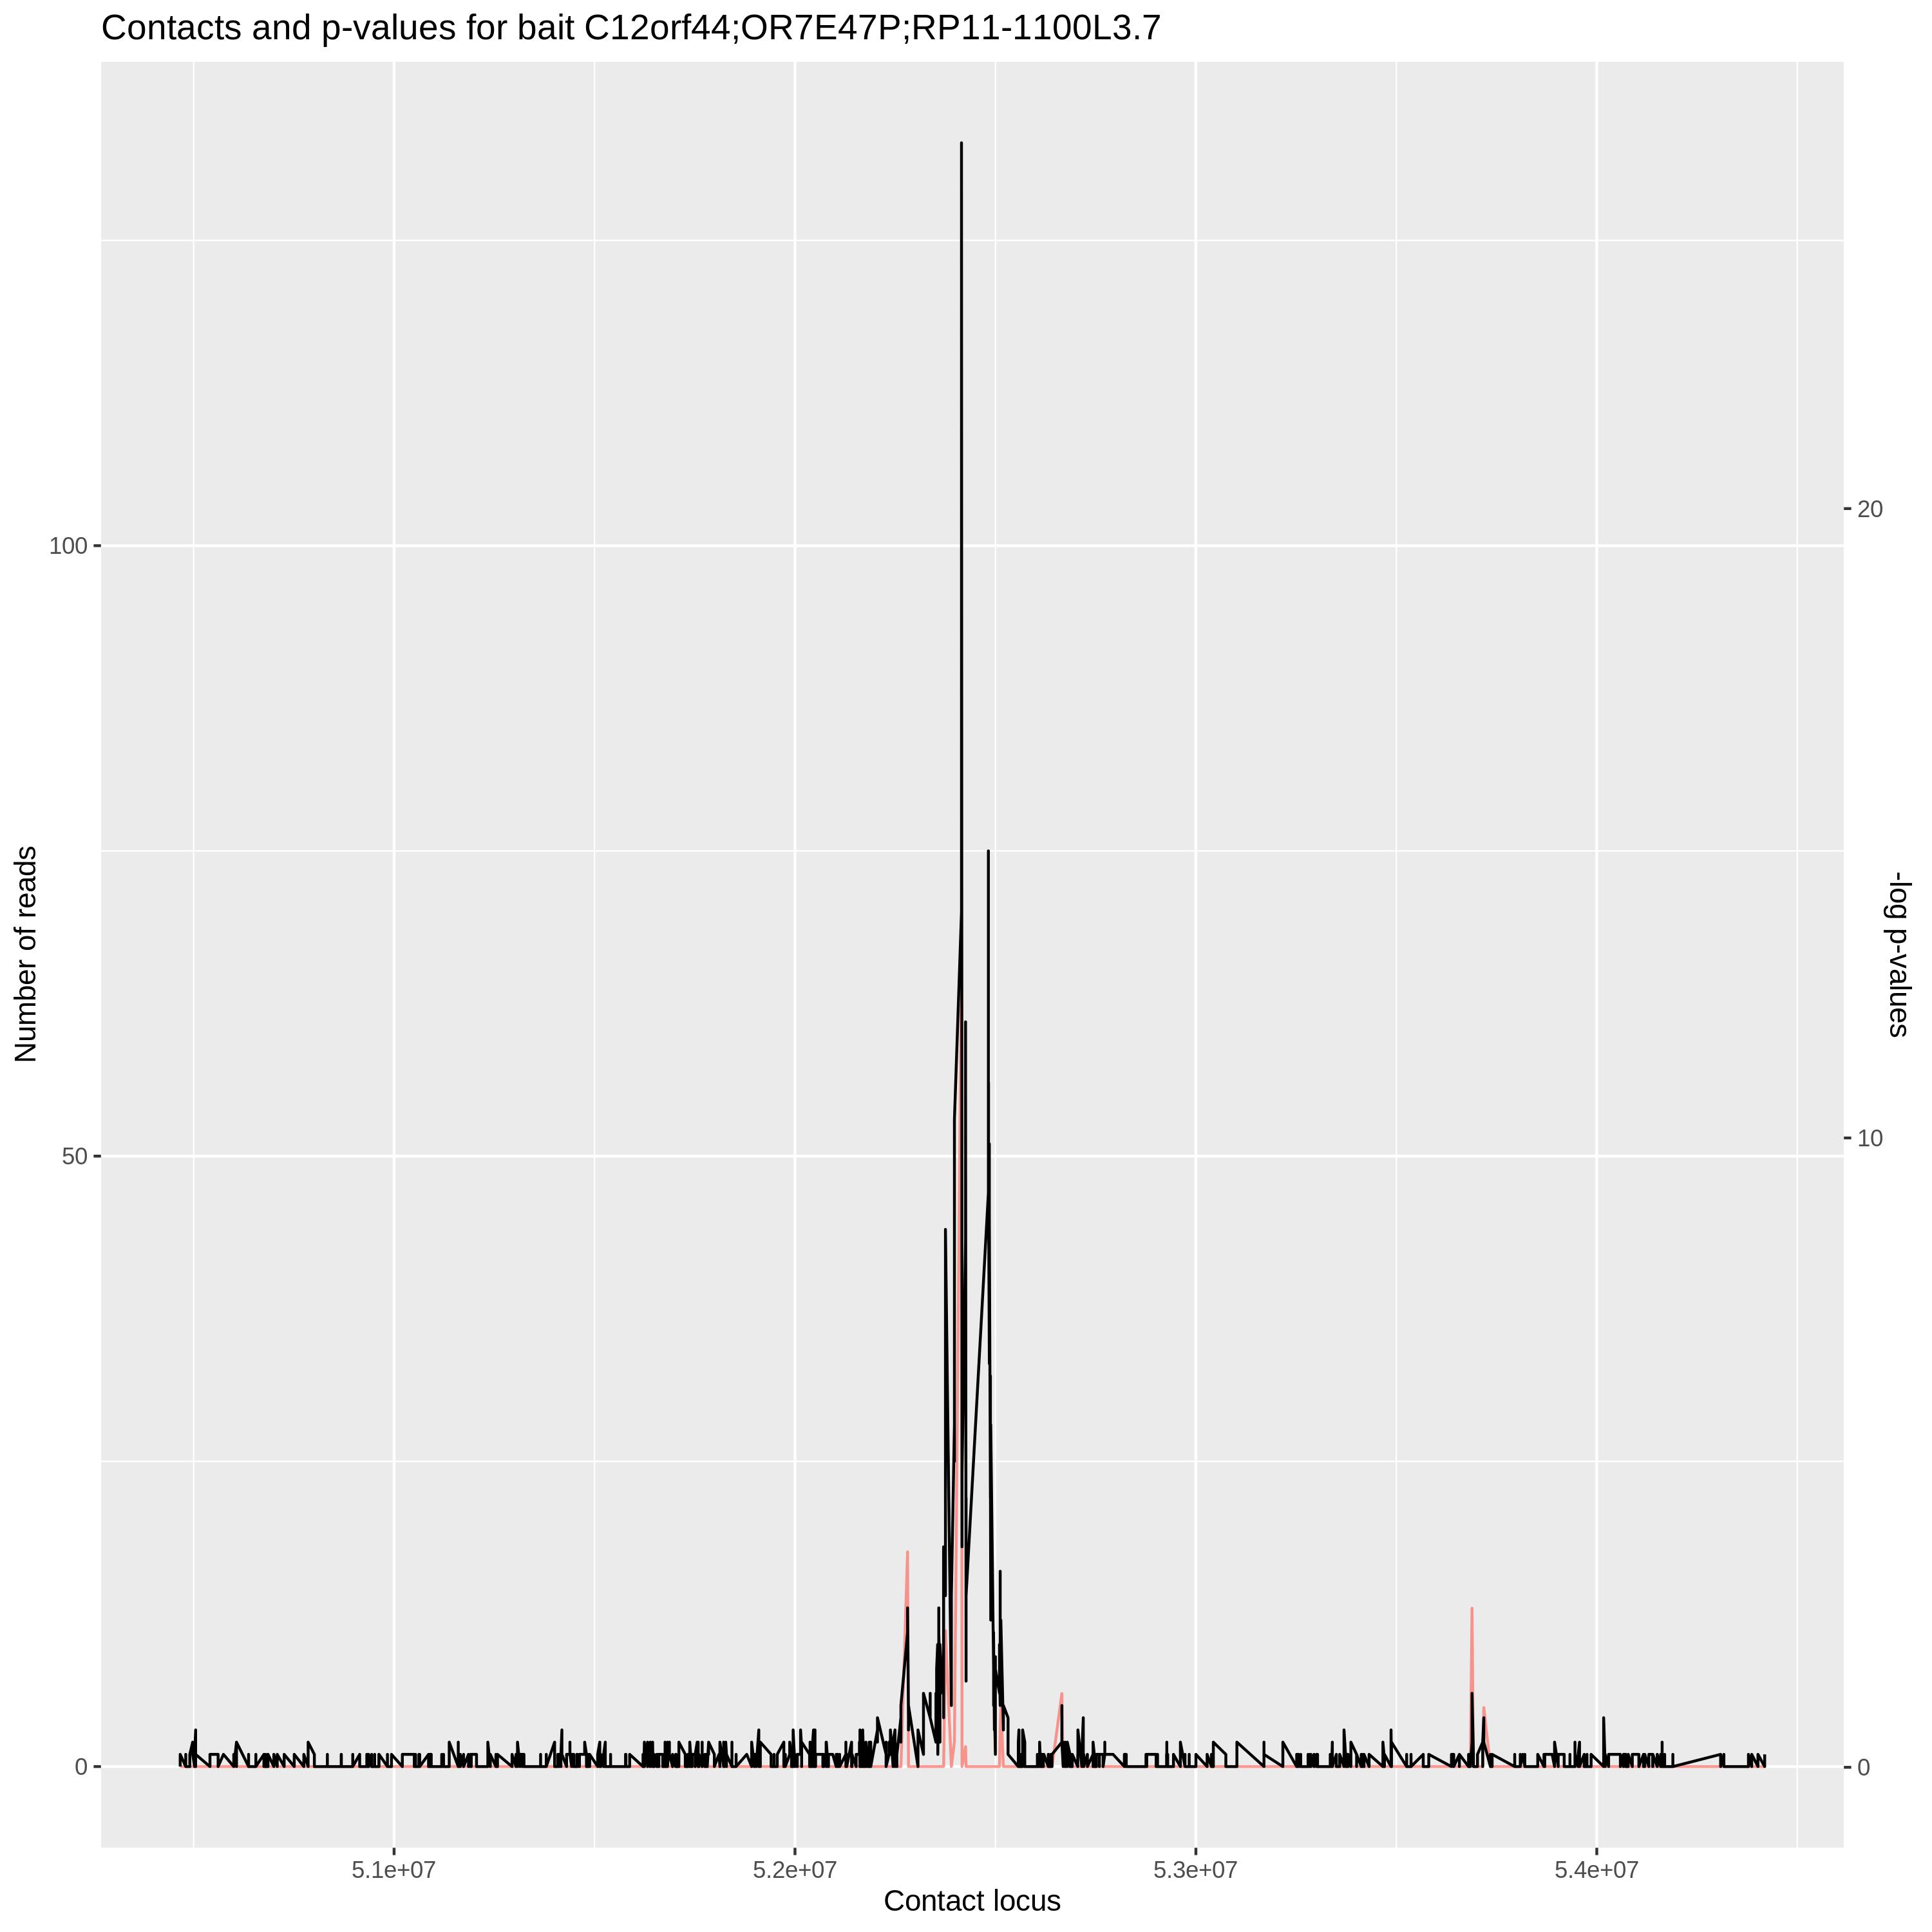 Contacts and p-values for bait C12orf44;OR7E47P;RP11-1100L3.7
Number of reads
100
50
0
20
10
0
-log p-values
5.1e+07
5.2e+07
5.3e+07
5.4e+07
Contact locus